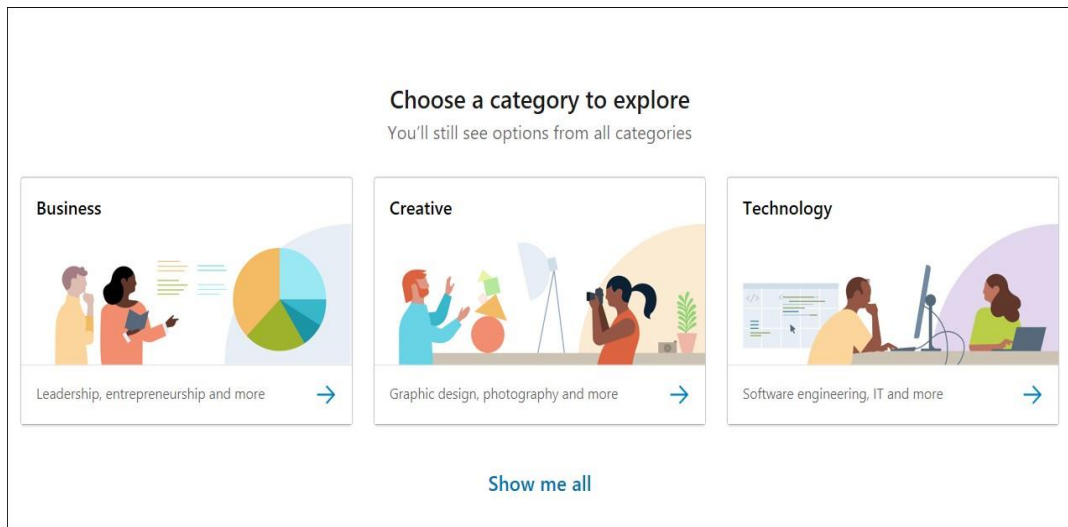 Choose a category to explore
You'll still see options from all categories
Business
Leadership, entrepreneurship and more
Creative
Graphic design, photography and more
Technology
</>
Software engineering, IT and more
Show me all